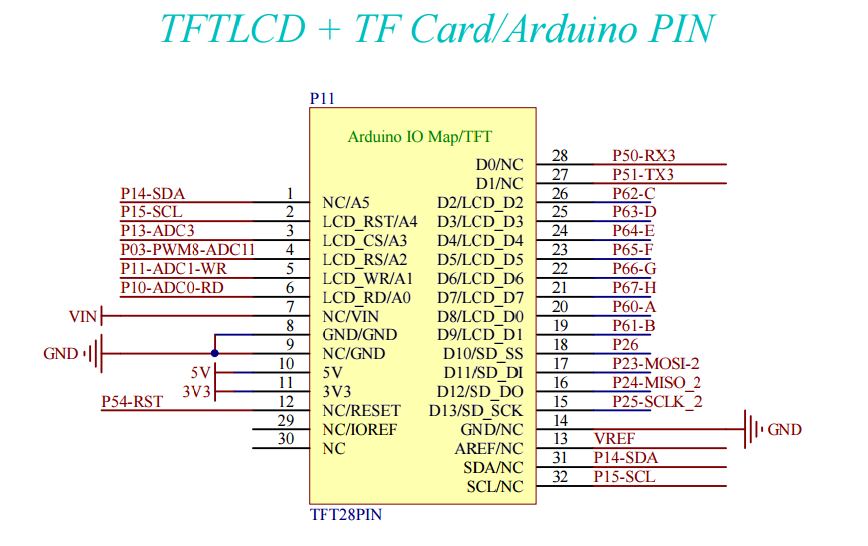 TFTLCD + TF Card/Arduino PIN
P11
Arduino IO Map/TFT
D0/NC 28 P50-RX3
D1/NC 27 P51-TX3
P14-SDA 1 NC/A5 D2/LCD_D2 26 P62-C
P15-SCL 2 LCD_RST/A4 D3/LCD_D3 25 P63-D
P13-ADC3 3 LCD_CS/A3 D4/LCD_D4 24 P64-E
P03-PWM8-ADC11 4 LCD_RS/A2 D5/LCD_D5 23 P65-F
P11-ADC1-WR 5 LCD_WR/A1 D6/LCD_D6 22 P66-G
P10-ADC0-RD 6 LCD_RD/A0 D7/LCD_D7 21 P67-H
VIN 7 NC/VIN D8/LCD_D0 20 P60-A
8 GND/GND D9/LCD_D1 19 P61-B
GND 9 NC/GND D10/SD_SS 18 P26
5V 10 5V D11/SD_DI 17 P23-MOSI-2
3V3 11 3V3 D12/SD_DO 16 P24-MISO_2
P54-RST 12 NC/RESET D13/SD_SCK 15 P25-SCLK_2
29 NC/IOREF GND/NC 14 GND
30 NC AREF/NC 13 VREF
SDA/NC 31 P14-SDA
SCL/NC 32 P15-SCL
TFT28PIN